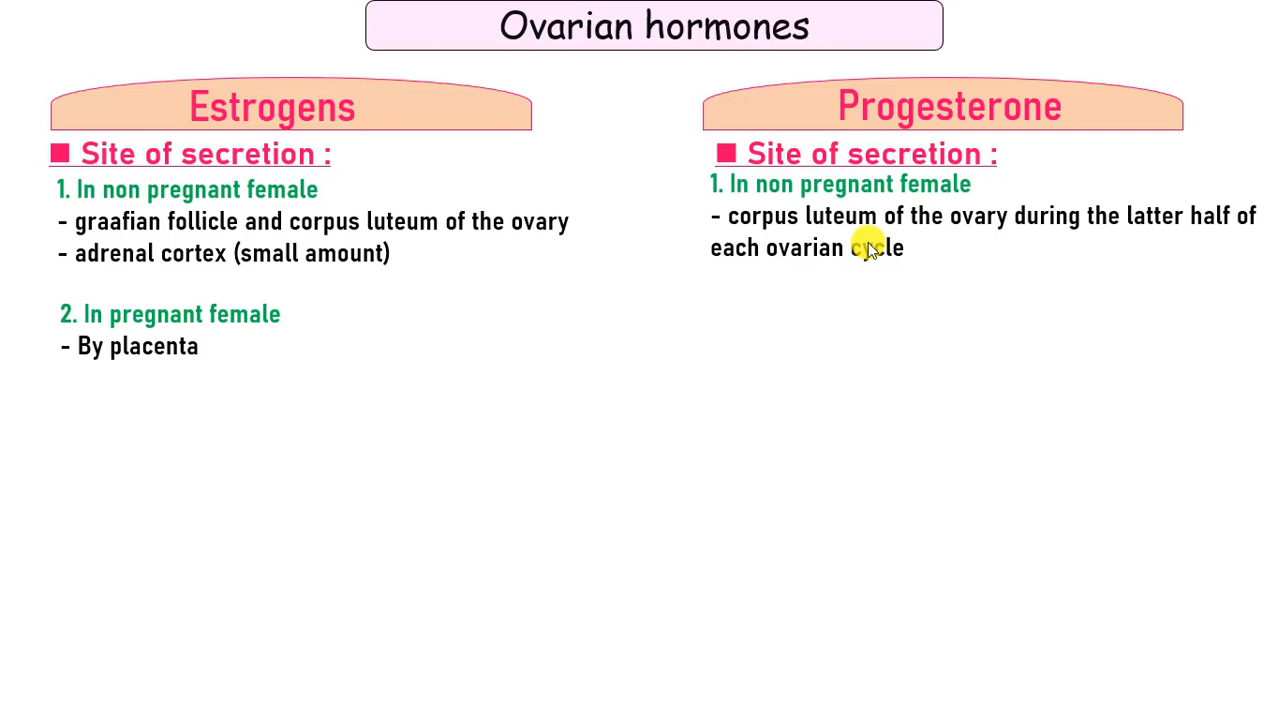 Ovarian hormones
Estrogens
■ Site of secretion :
1. In non pregnant female
- graafian follicle and corpus luteum of the ovary
- adrenal cortex (small amount)
2. In pregnant female
- By placenta
Progesterone
■ Site of secretion :
1. In non pregnant female
- corpus luteum of the ovary during the latter half of
each ovarian cycle